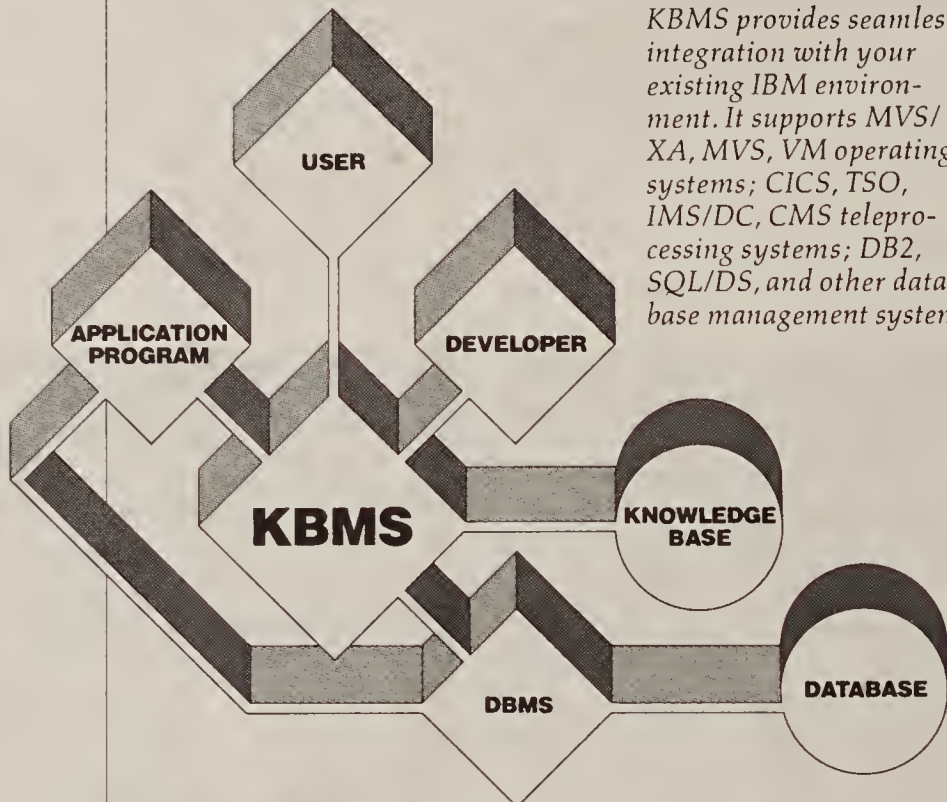 KBMS provides seamles
integration with your
existing IBM environ-
ment. It supports MVS/
XA, MVS, VM operating
systems; CICS, TSO,
IMS/DC, CMS telepro-
cessing systems; DB2,
SQL/DS, and other data
base management system
USER
APPLICATION
PROGRAM
DEVELOPER
KBMS
KNOWLEDGE
BASE
DBMS
DATABASE